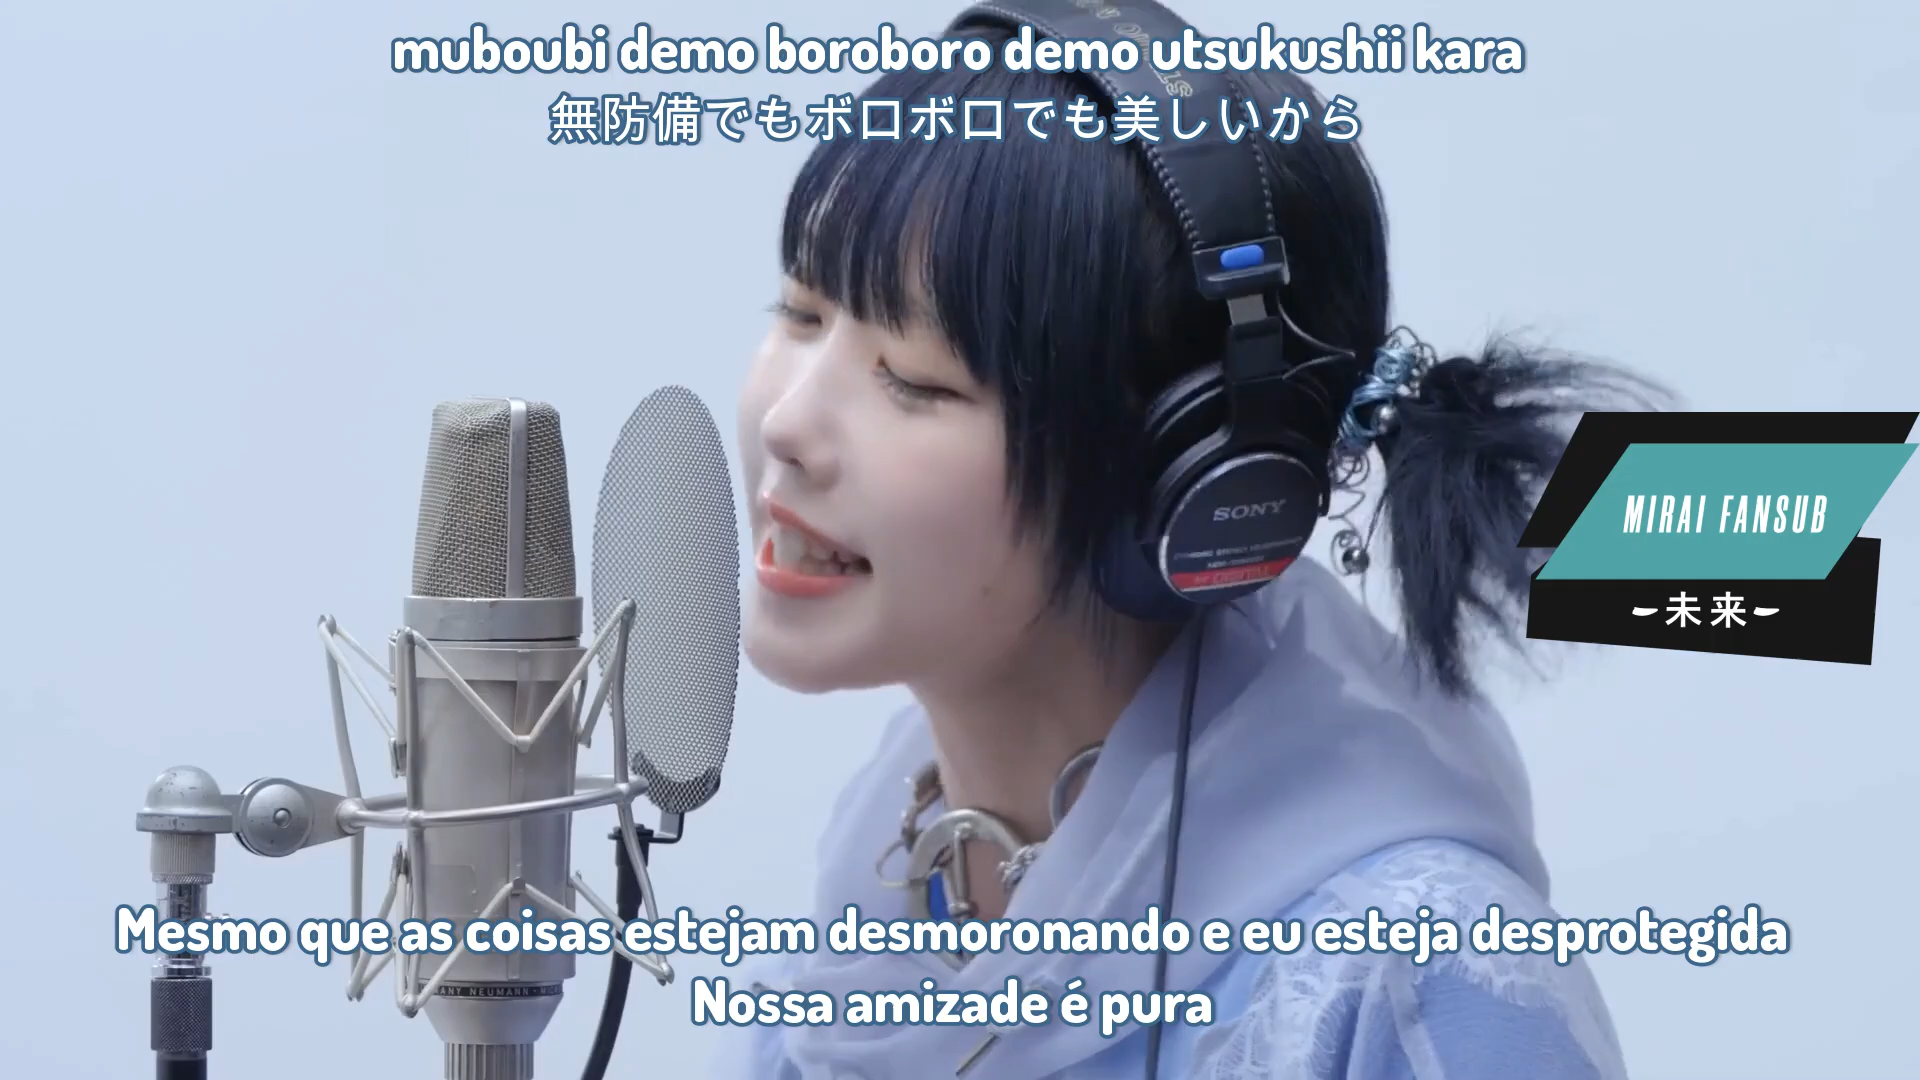 muboubi demo boroboro demo utsukushii kara
無防備でもボロボロでも美しいから
SONY
MIRAI FANSUB
未来
NEUMANN
Mesmo que as coisas estejam desmoronando e eu esteja desprotegida
Nossa amizade é pura